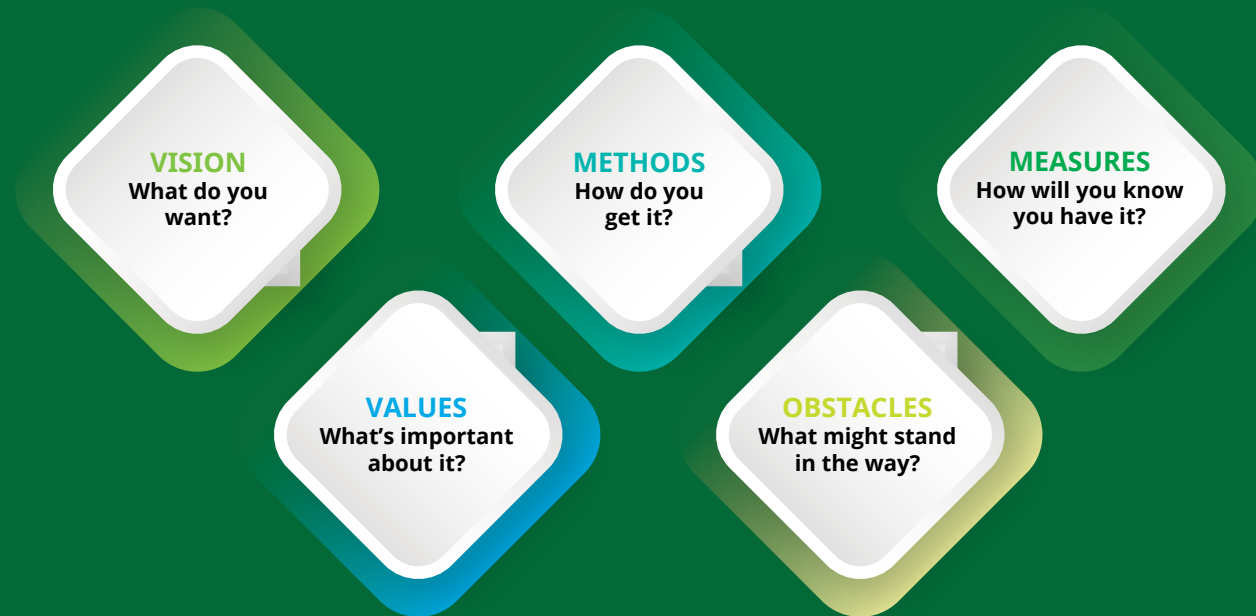 VISION
What do you
want?
VALUES
What’s important
about it?
METHODS
How do you
get it?
OBSTACLES
What might stand
in the way?
MEASURES
How will you know
you have it?